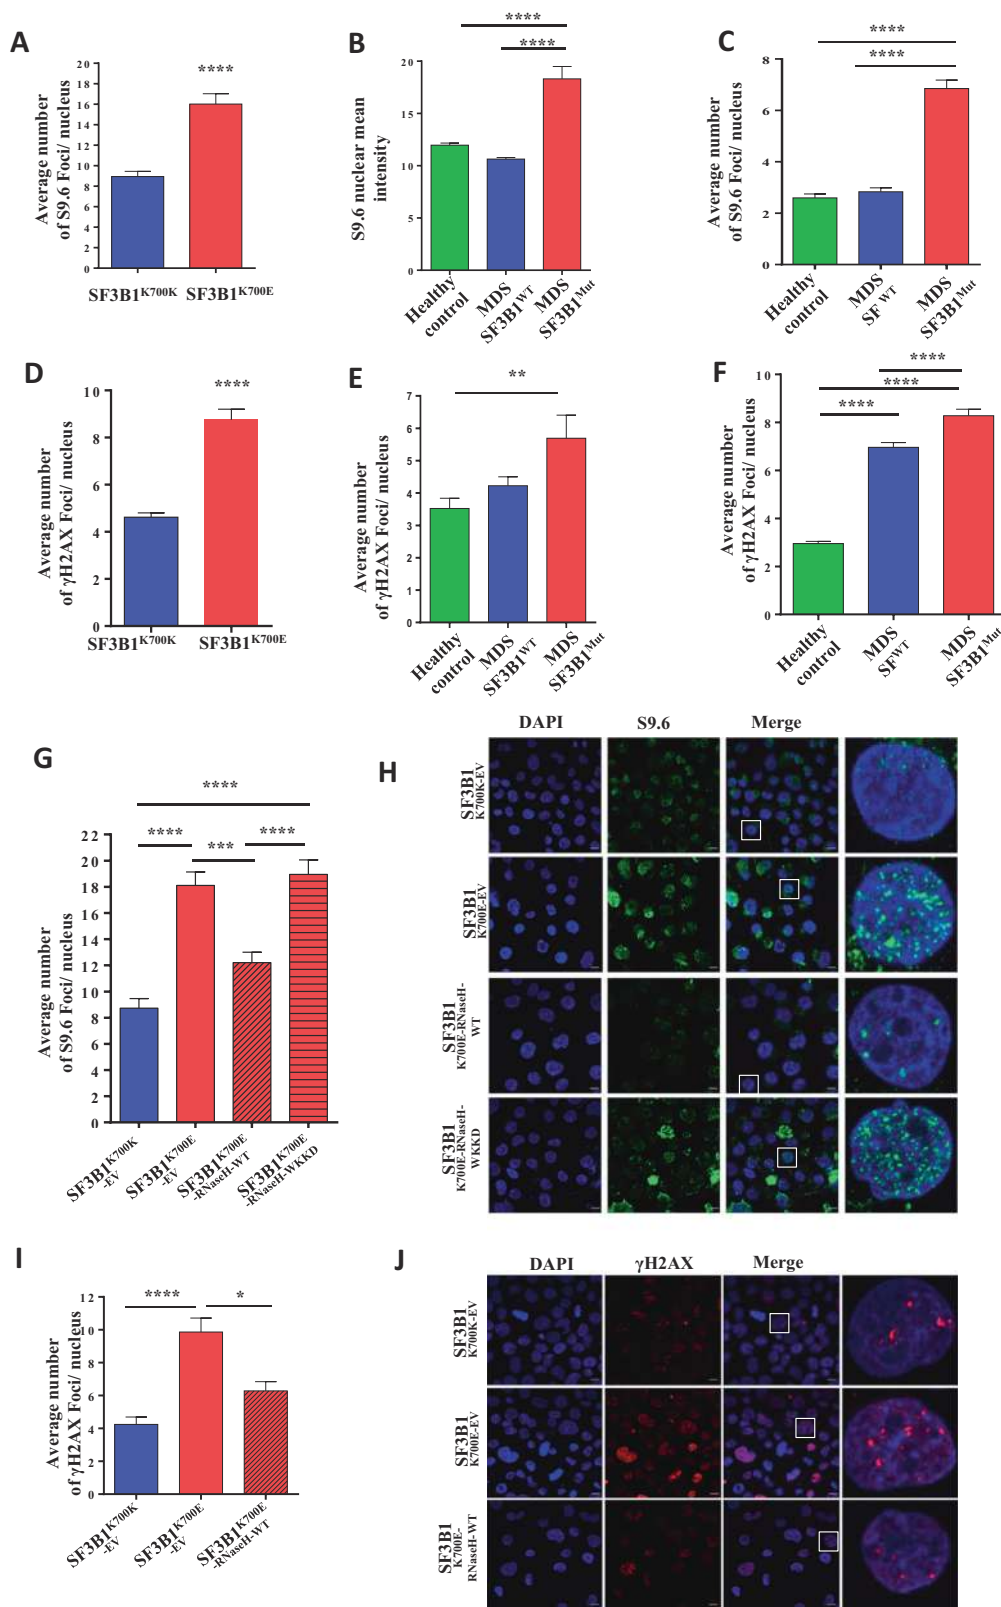 A
Average number
of S9.6 Foci/ nucleus
20
18
16
14
12
10
8
6
4
2
0
****
SF3B1K700K
SF3B1K700E
B
S9.6 nuclear mean
intensity
20
15
10
5
0
****
****
Healthy
control
MDS
SF3B1WT
MDS
SF3B1Mut
C
Average number
of S9.6 Foci/ nucleus
8
6
4
2
0
****
****
Healthy
control
MDS
SF WT
MDS
SF3B1Mut
D
Average number
of γH2AX Foci/ nucleus
10
8
6
4
2
0
****
SF3B1K700K
SF3B1K700E
E
Average number
of γH2AX Foci/ nucleus
7
6
5
4
3
2
1
0
**
Healthy
control
MDS
SF3B1WT
MDS
SF3B1Mut
F
Average number
of γH2AX Foci/ nucleus
10
8
6
4
2
0
****
****
****
Healthy
control
MDS
SFWT
MDS
SF3B1Mut
G
Average number
of S9.6 Foci/ nucleus
22
20
18
16
14
12
10
8
6
4
2
0
****
****
***
****
SF3B1K700K
-EV
SF3B1K700E
-EV
SF3B1K700E
-RNaseH-WT
SF3B1K700E
-RNaseH-WKKD
H
DAPI
S9.6
Merge
SF3B1
K700K-EV
SF3B1
K700E-EV
SF3B1
K700E-RNaseH-
WT
SF3B1
K700E-RNaseH-
WKKD
I
Average number
of γH2AX Foci/ nucleus
12
10
8
6
4
2
0
****
*
SF3B1K700K
-EV
SF3B1K700E
-EV
SF3B1K700E
-RNaseH-WT
J
DAPI
γH2AX
Merge
SF3B1
K700K-EV
SF3B1
K700E-EV
SF3B1
K700E-
RNaseH-WT